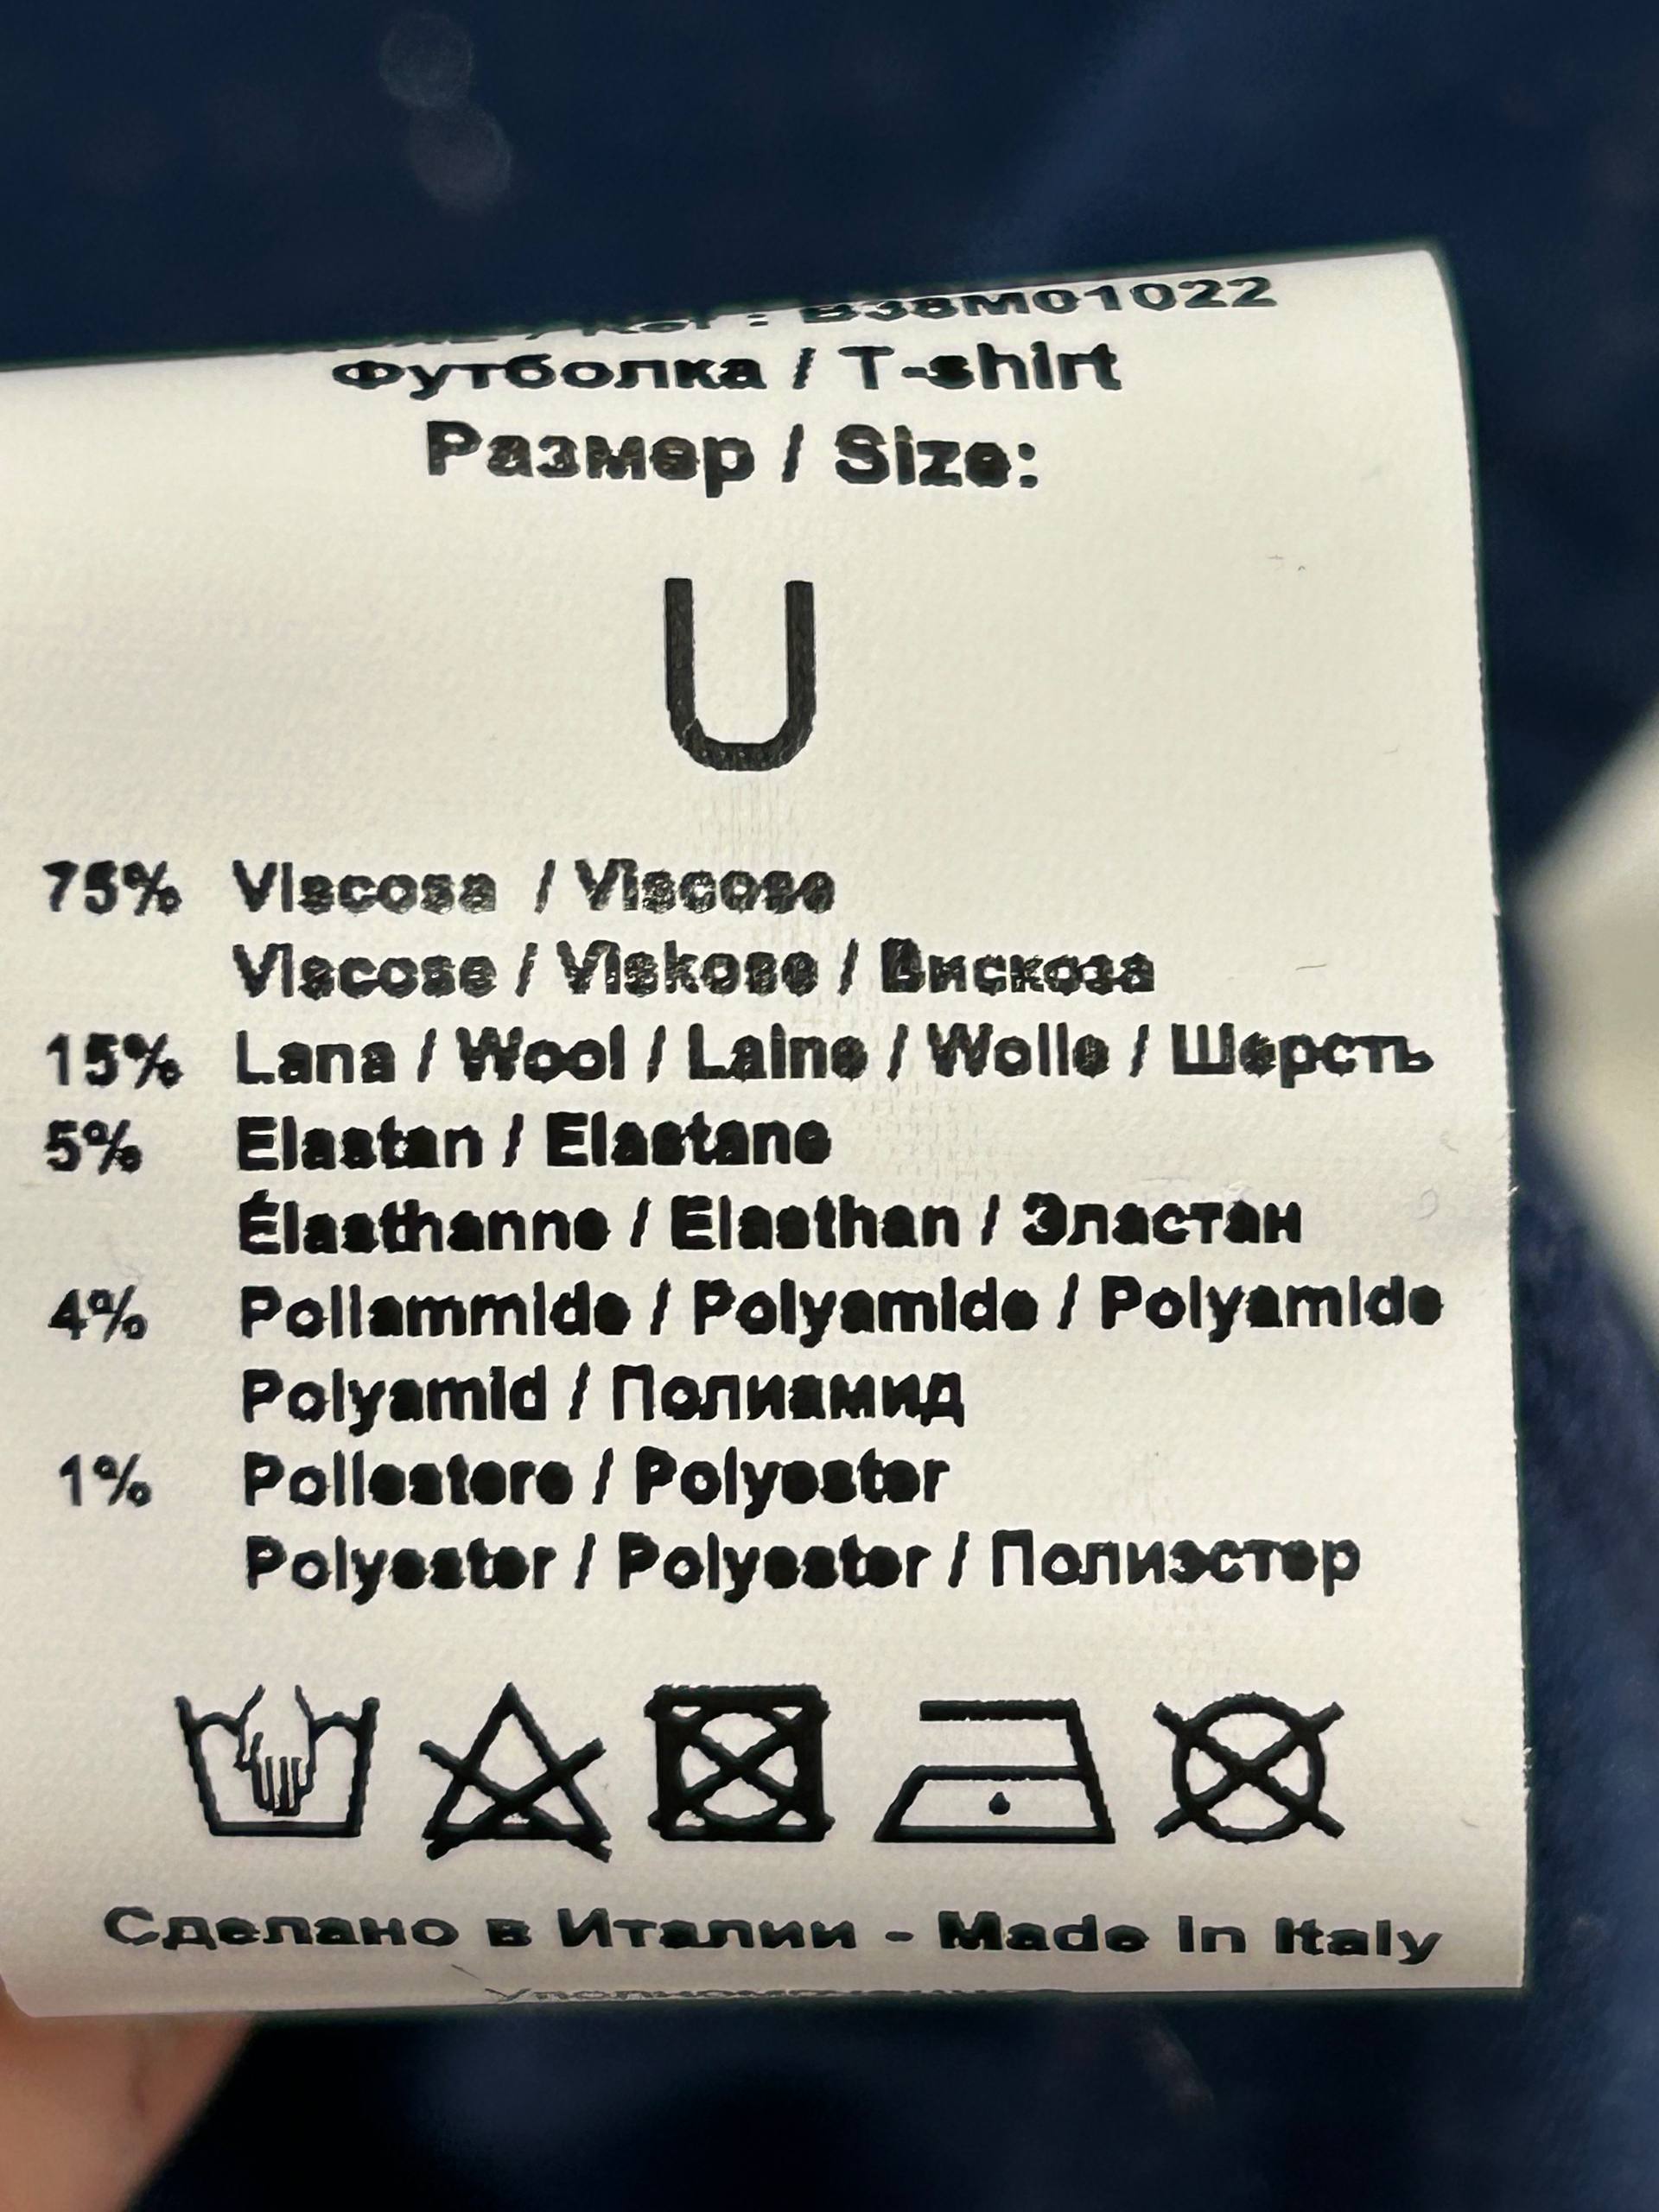 : B38M01022
Футболка / T-shirt
Размер / Size:
U
75% Viscosa / Viscose
Viscose / Viskose / Вискоза
15% Lana / Wool / Laine / Wolle / Шерсть
5% Elastan / Elastane
Élasthanne / Elasthan / Эластан
4% Poliammide / Polyamide / Polyamide
Polyamid / Полиамид
1% Poliestere / Polyester
Polyester / Polyester / Полиэстер
Сделано в Италии - Made in Italy